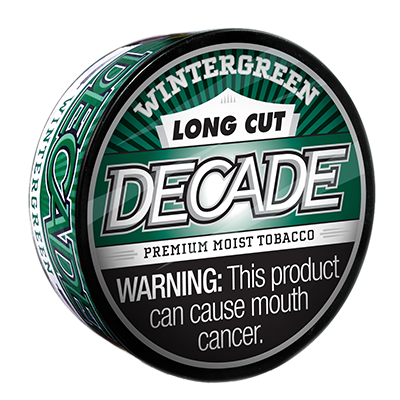 WINTERGREEN
LONG CUT
DECADE
PREMIUM MOIST TOBACCO
WARNING: This product
can cause mouth
cancer.
DECADE
WINTERGREEN